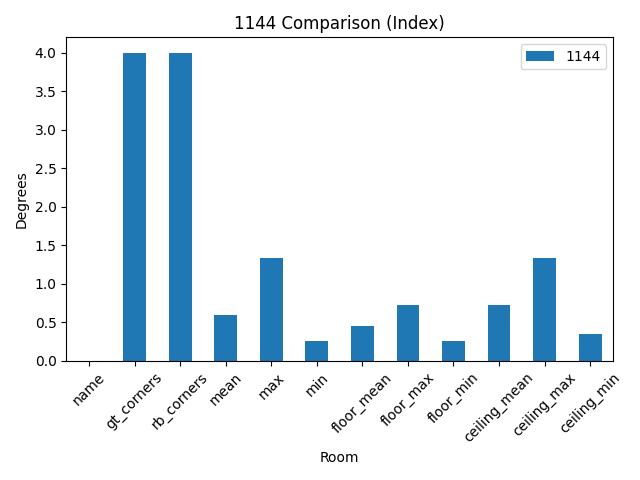 1144 Comparison (Index)
1144
Degrees
4.0
3.5
3.0
2.5
2.0
1.5
1.0
0.5
0.0
name
gt_corners
rb_corners
mean
max
min
floor_mean
floor_max
floor_min
ceiling_mean
ceiling_max
ceiling_min
Room